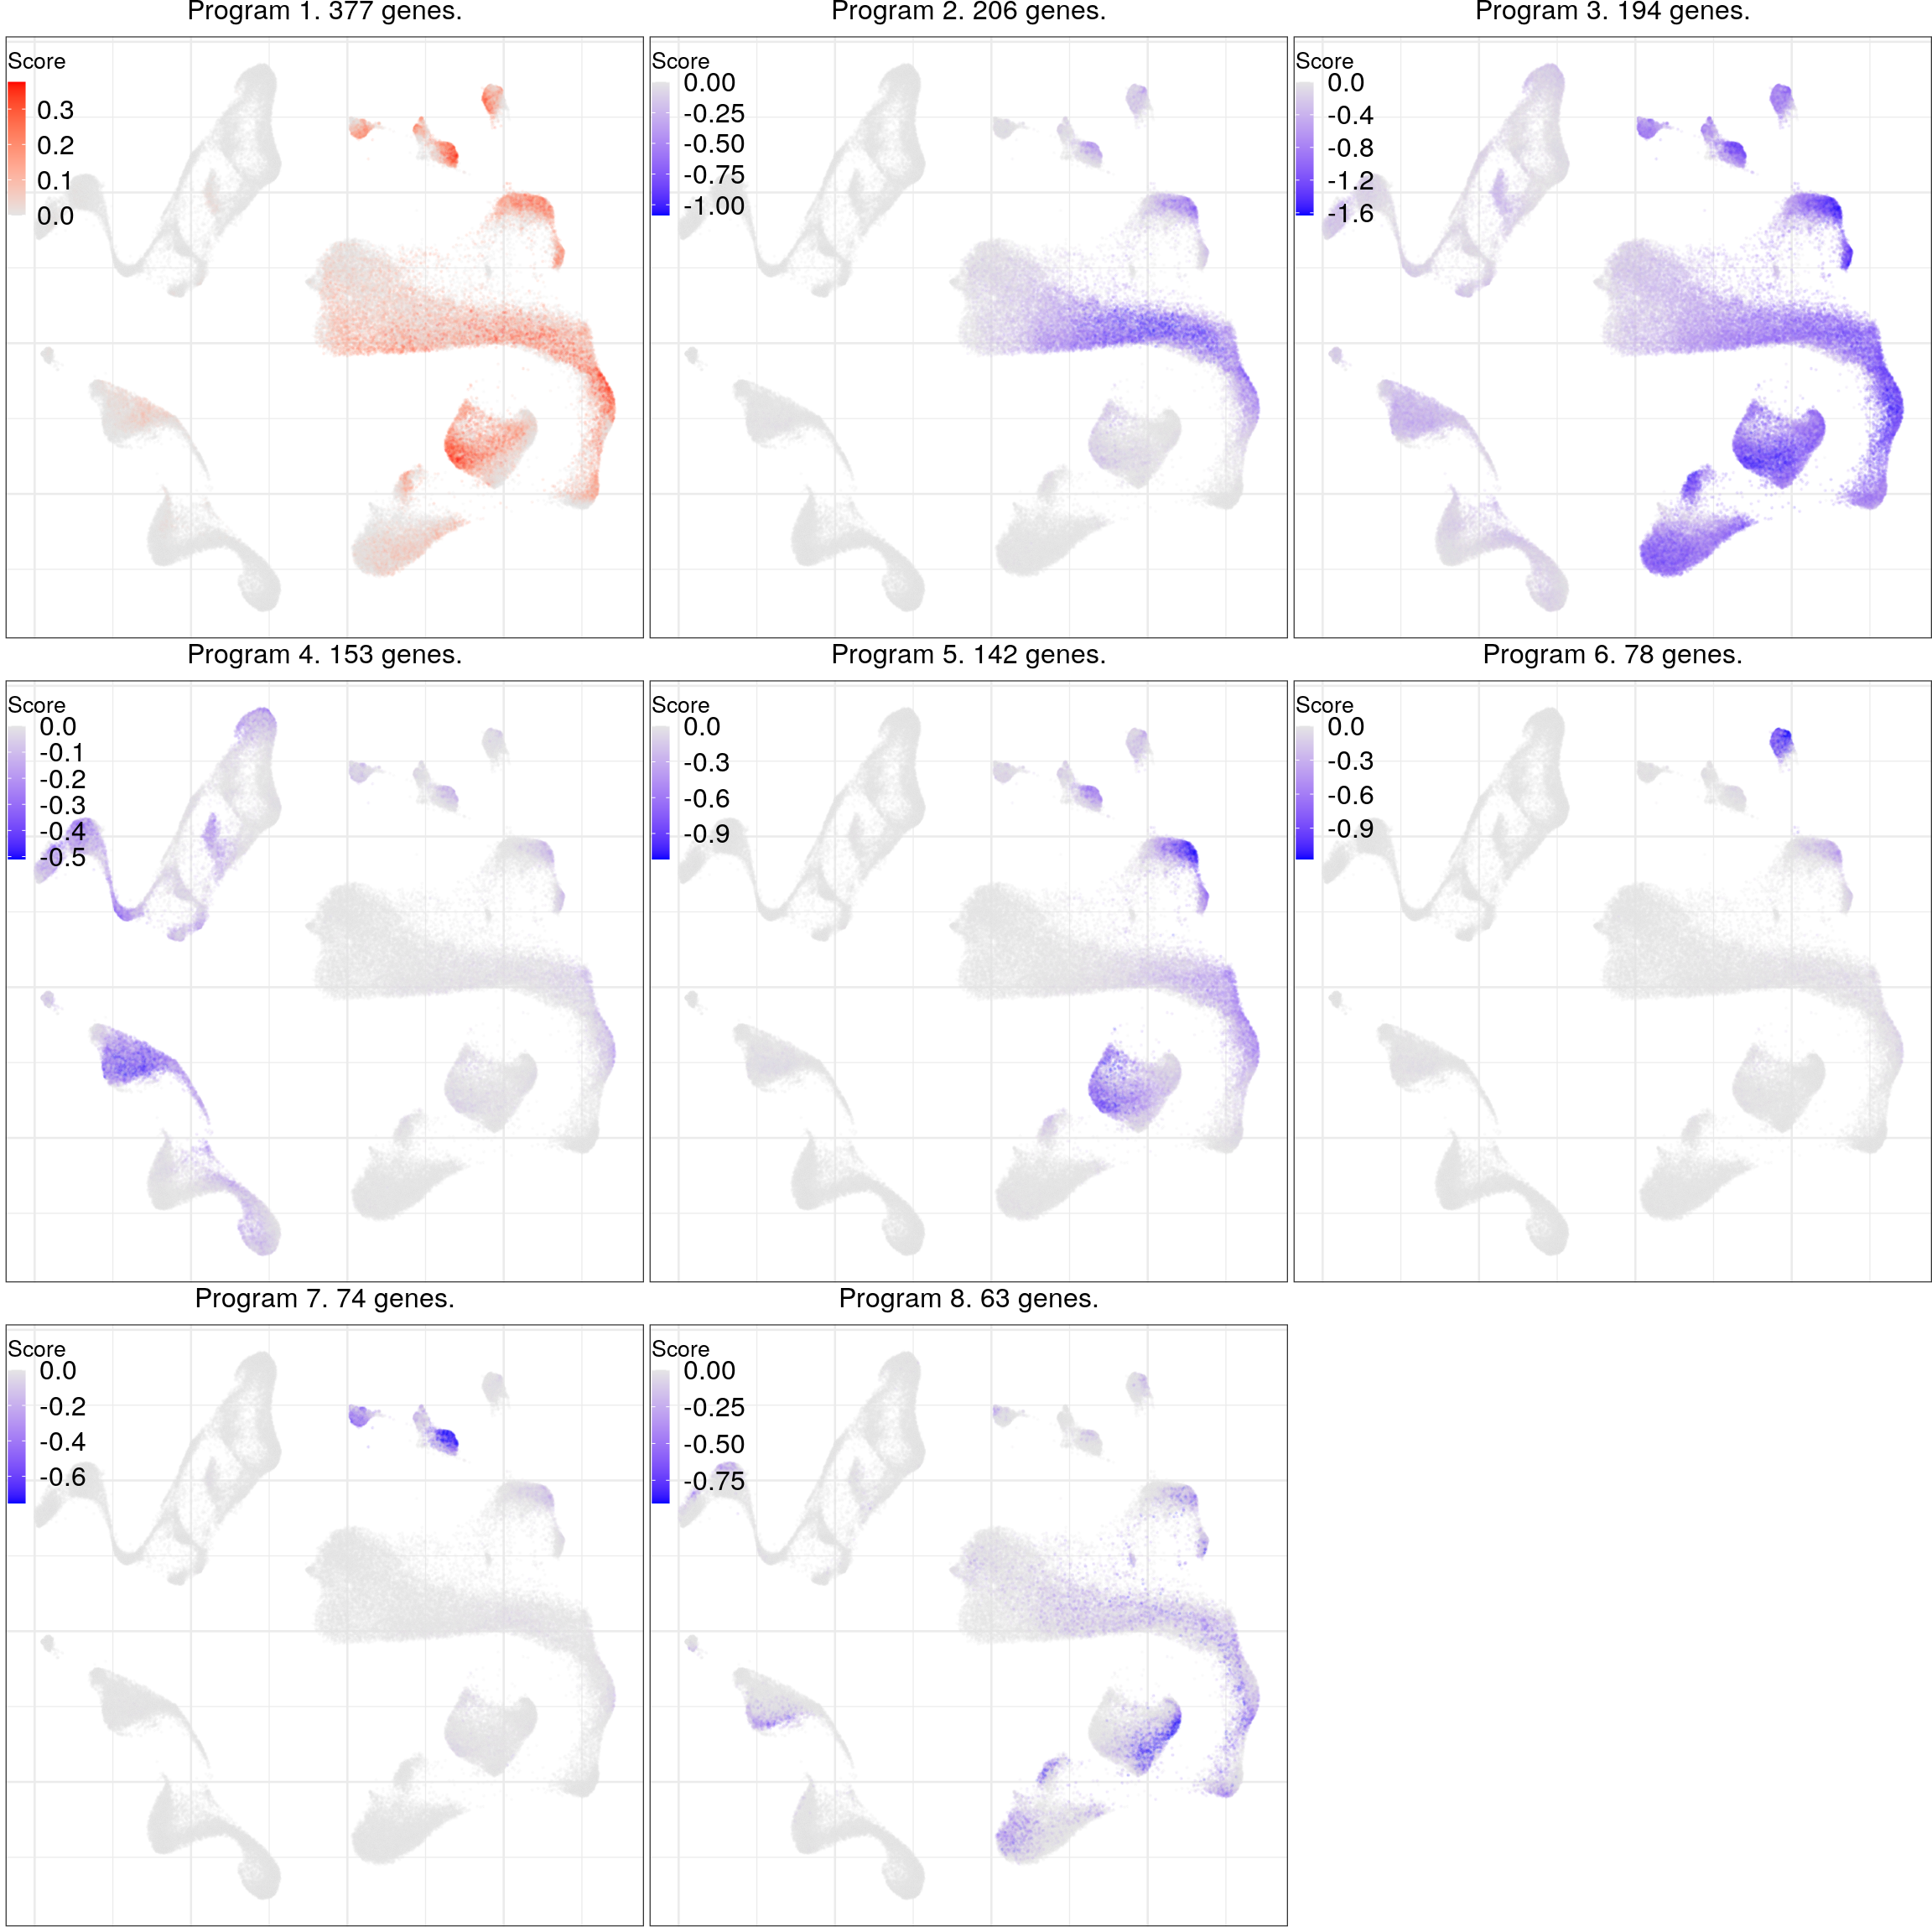 Program 1. 377 genes.
Score
0.3
0.2
0.1
0.0
Program 2. 206 genes.
Score
0.00
-0.25
-0.50
-0.75
-1.00
Program 3. 194 genes.
Score
0.0
-0.4
-0.8
-1.2
-1.6
Program 4. 153 genes.
Score
0.0
-0.1
-0.2
-0.3
-0.4
-0.5
Program 5. 142 genes.
Score
0.0
-0.3
-0.6
-0.9
Program 6. 78 genes.
Score
0.0
-0.3
-0.6
-0.9
Program 7. 74 genes.
Score
0.0
-0.2
-0.4
-0.6
Program 8. 63 genes.
Score
0.00
-0.25
-0.50
-0.75